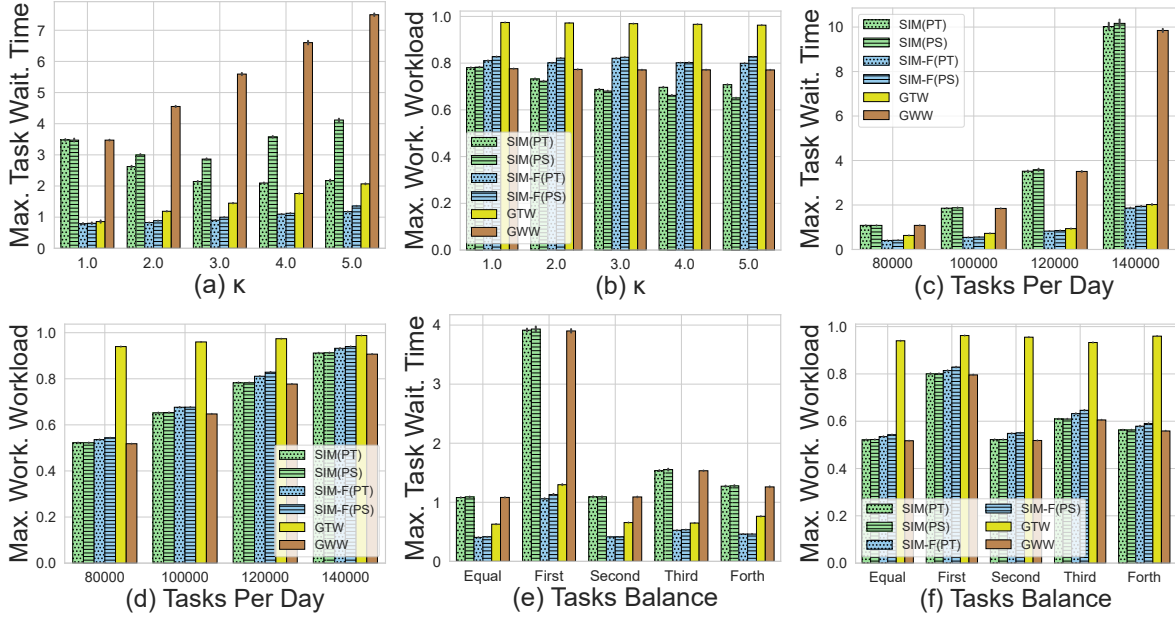 Max. Task Wait. Time
7
6
5
4
3
2
1
0
1.0 2.0 3.0 4.0 5.0
(a) κ
Max. Work. Workload
1.0
0.8
0.6
0.4
0.2
0.0
SIM(PT)
SIM(PS)
SIM-F(PT)
SIM-F(PS)
GTW
GWW
1.0 2.0 3.0 4.0 5.0
(b) κ
Max. Task Wait. Time
10
8
6
4
2
0
SIM(PT)
SIM(PS)
SIM-F(PT)
SIM-F(PS)
GTW
GWW
80000 100000 120000 140000
(c) Tasks Per Day
Max. Work. Workload
1.0
0.8
0.6
0.4
0.2
0.0
SIM(PT)
SIM(PS)
SIM-F(PT)
SIM-F(PS)
GTW
GWW
80000 100000 120000 140000
(d) Tasks Per Day
Max. Task Wait. Time
4
3
2
1
0
Equal First Second Third Forth
(e) Tasks Balance
Max. Work. Workload
1.0
0.8
0.6
0.4
0.2
0.0
SIM(PT) SIM-F(PS)
SIM(PS) GTW
SIM-F(PT) GWW
Equal First Second Third Forth
(f) Tasks Balance